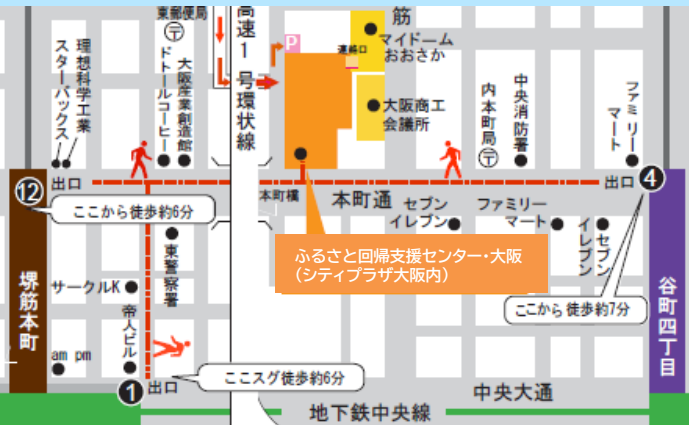 東郵便局
〒
高速1号環状線
筋
P
連絡口
マイドーム
おおさか
理想科学工業
スターバックス
ドトールコーヒー
大阪産業創造館
大阪商工
会議所
内本町局
〒
中央消防署
ファミリー
マート
⑫
出口
ここから徒歩約6分
本町橋
本町通
セブン
イレブン
ファミリー
マート
出口
4
ふるさと回帰支援センター・大阪
(シティプラザ大阪内)
東警察署
セブン
イレブン
堺筋本町
サークルK
帝人ビル
am pm
ここから徒歩約7分
谷町四丁目
1
出口
ここスグ徒歩約6分
中央大通
地下鉄中央線